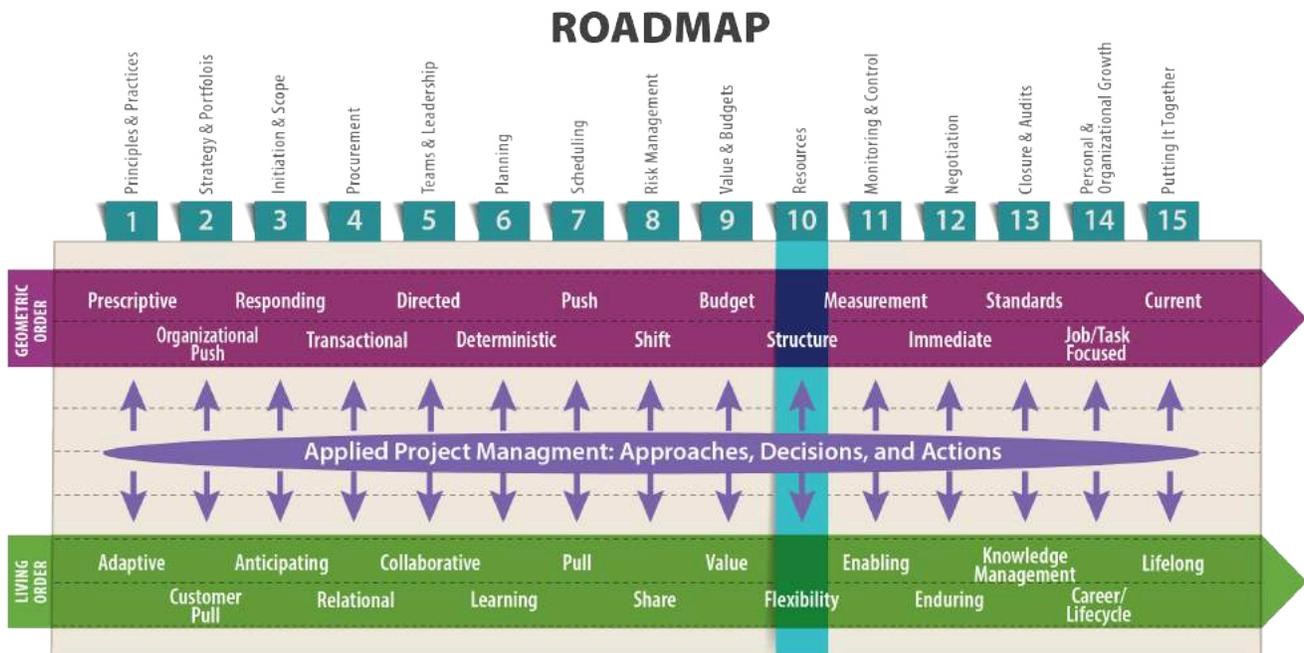 ROADMAP
Principles & Practices
Strategy & Portfolois
Initiation & Scope
Procurement
Teams & Leadership
Planning
Scheduling
Risk Management
Value & Budgets
Resources
Monitoring & Control
Negotiation
Closure & Audits
Personal &
Organizational Growth
Putting It Together
1 2 3 4 5 6 7 8 9 10 11 12 13 14 15
GEOMETRIC
ORDER
Prescriptive Responding Directed Push Budget Measurement Standards Current
Organizational
Push
Transactional Deterministic Shift Structure Immediate
Job/Task
Focused
Applied Project Managment: Approaches, Decisions, and Actions
LIVING
ORDER
Adaptive Anticipating Collaborative Pull Value Enabling
Knowledge
Management
Lifelong
Customer
Pull
Relational Learning Share Flexibility Enduring
Career/
Lifecycle